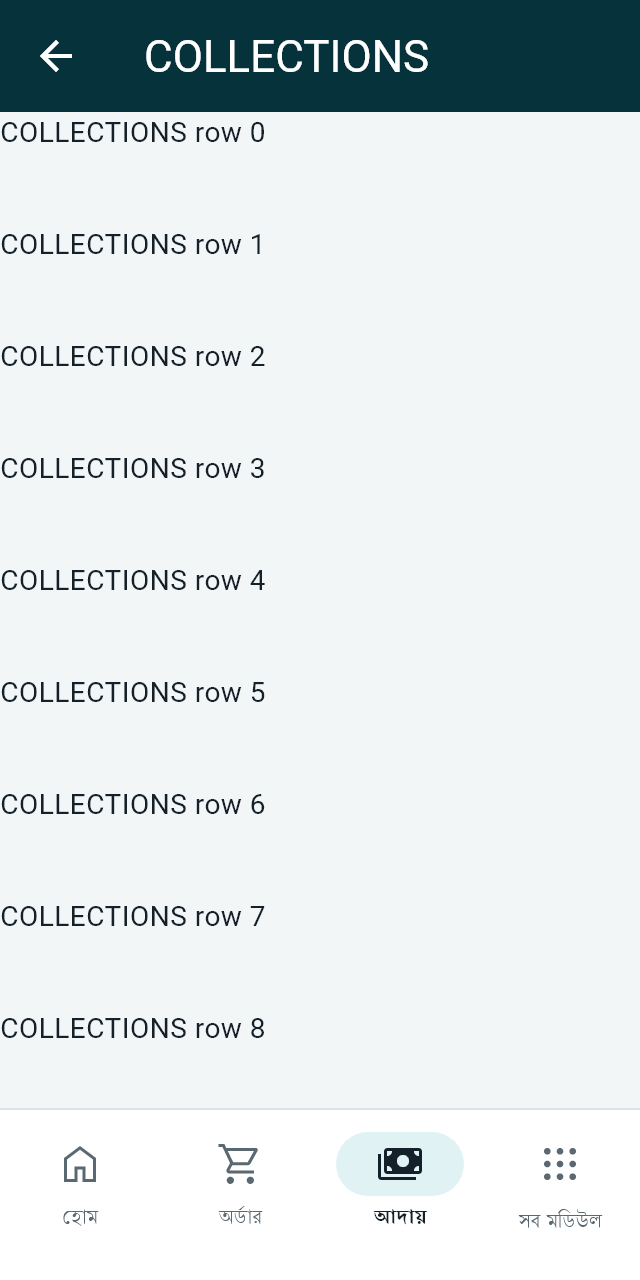 COLLECTIONS
COLLECTIONS row 0
COLLECTIONS row 1
COLLECTIONS row 2
COLLECTIONS row 3
COLLECTIONS row 4
COLLECTIONS row 5
COLLECTIONS row 6
COLLECTIONS row 7
COLLECTIONS row 8
হোম
অর্ডার
আদায়
সব মডিউল